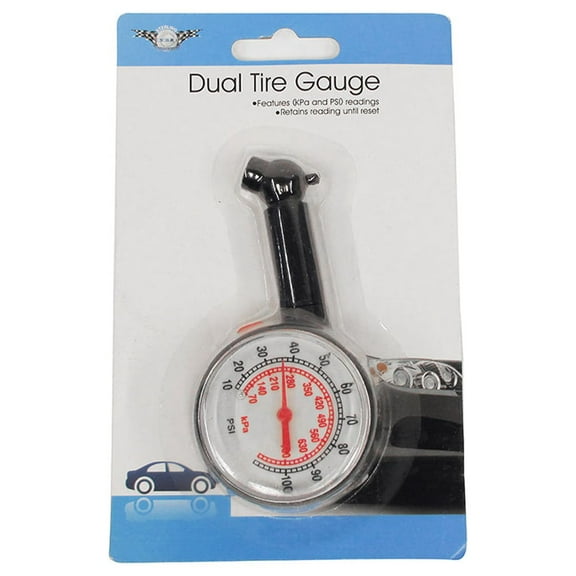 Dual Tire Gauge
•Features (KPa and PSI) readings
•Retains reading until reset
10 20 30 40 50 60 70 80 90 100
70 140 210 280 350 420 490 560 630
kPa
PSI